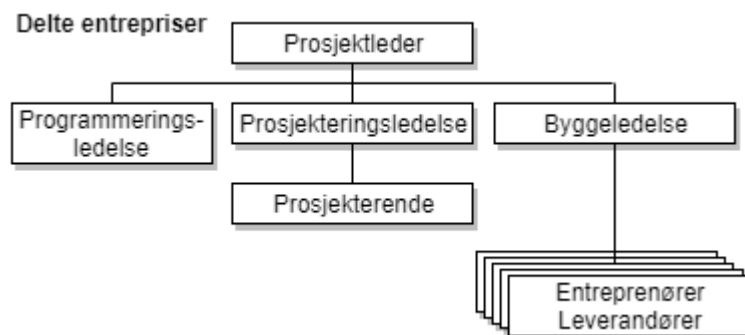 Delte entrepriser
Prosjektleder
Programmerings-
ledelse
Prosjekteringsledelse
Byggeledelse
Prosjekterende
Entreprenører
Leverandører